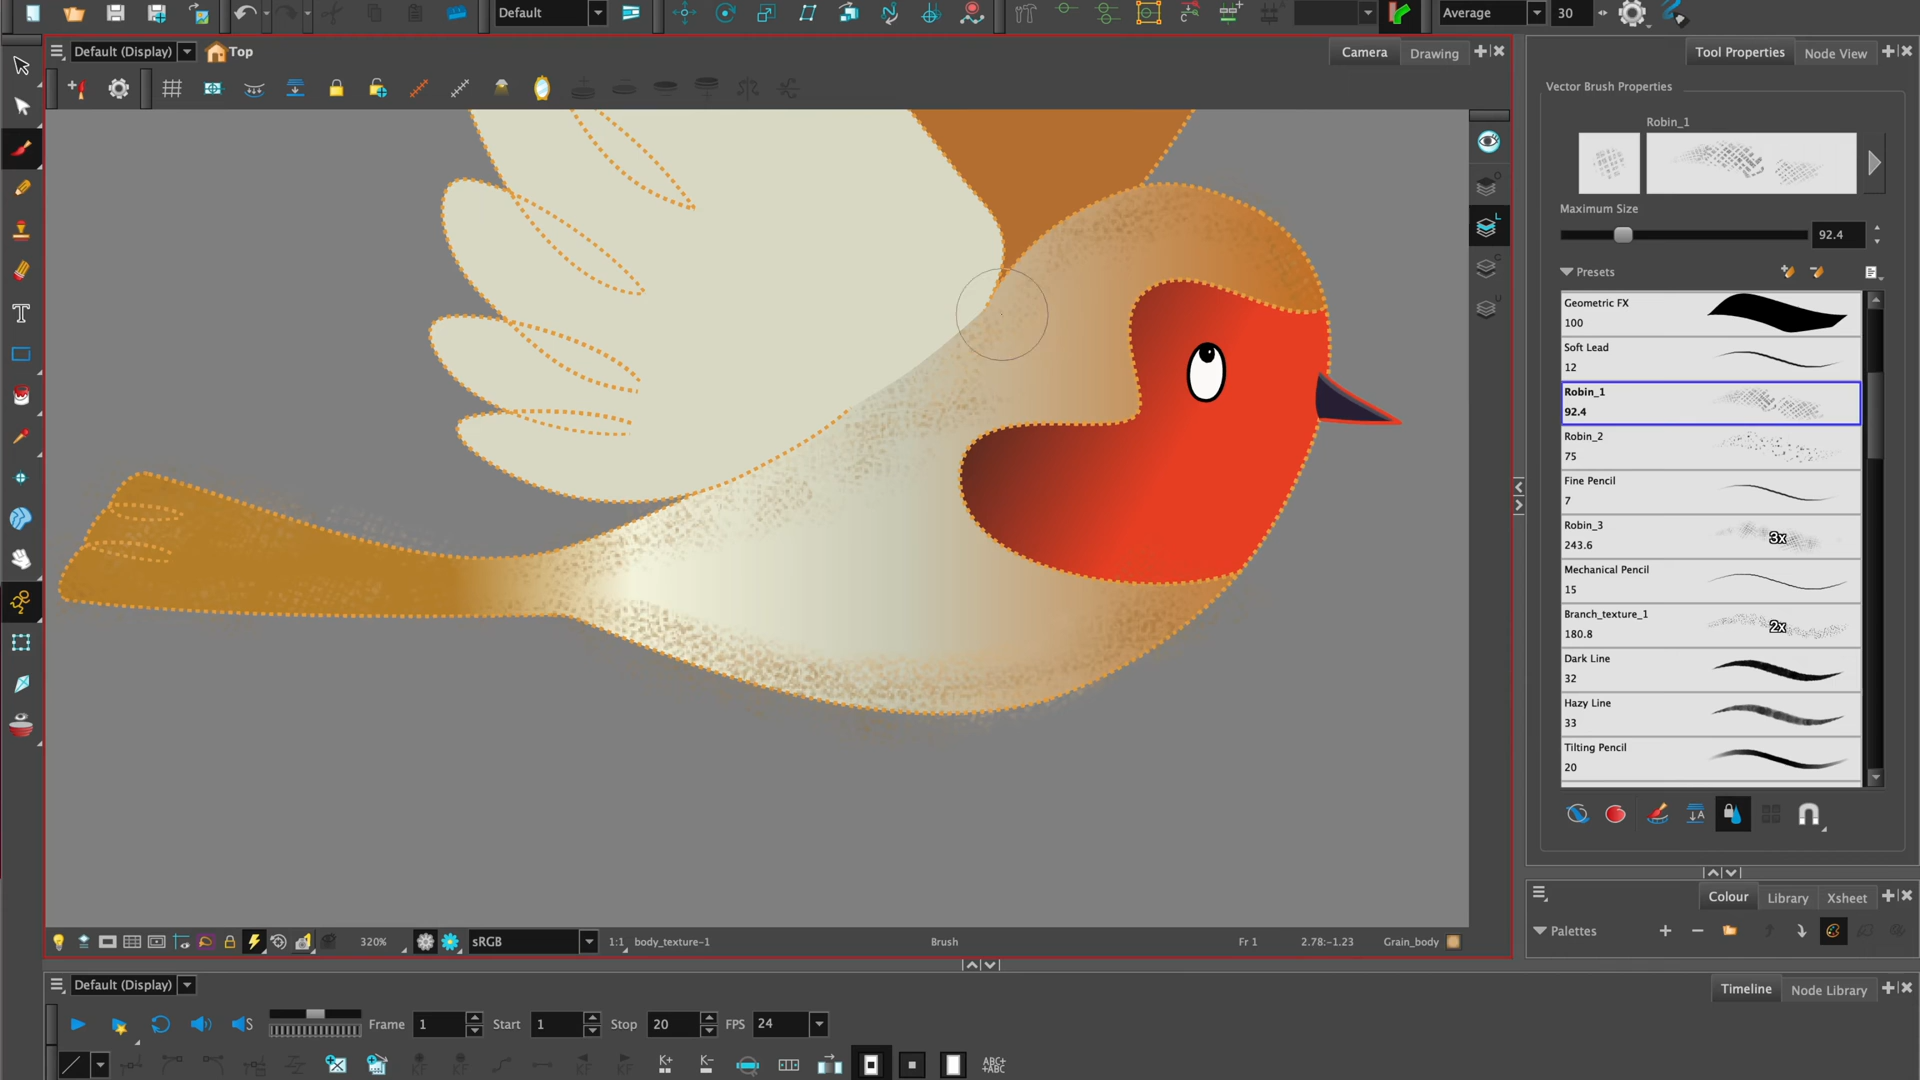 Default
Average
30
Default (Display)
Top
Camera
Drawing
Tool Properties
Node View
Vector Brush Properties
Robin_1
Maximum Size
92.4
Presets
Geometric FX
100
Soft Lead
12
Robin_1
92.4
Robin_2
75
Fine Pencil
7
Robin_3
243.6
3x
Mechanical Pencil
15
Branch_texture_1
180.8
2x
Dark Line
32
Hazy Line
33
Tilting Pencil
20
Colour
Library
Xsheet
Palettes
320%
sRGB
1:1
body_texture-1
Brush
Fr 1
2.78:-1.23
Grain_body
Default (Display)
Timeline
Node Library
Frame
1
Start
1
Stop
20
FPS
24
K+
K-
ABC+
+ABC